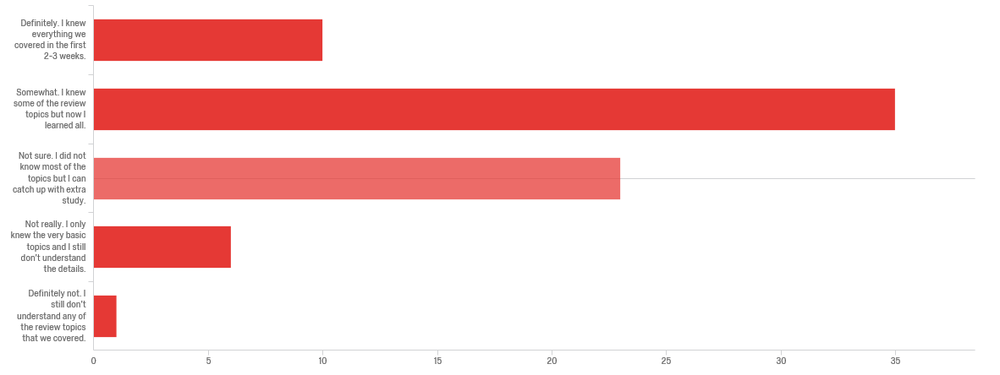 Definitely. I knew
everything we
covered in the first
2-3 weeks.
Somewhat. I knew
some of the review
topics but now I
learned all.
Not sure. I did not
know most of the
topics but I can
catch up with extra
study.
Not really. I only
knew the very basic
topics and I still
don't understand
the details.
Definitely not. I
still don't
understand any of
the review topics
that we covered.
0 5 10 15 20 25 30 35